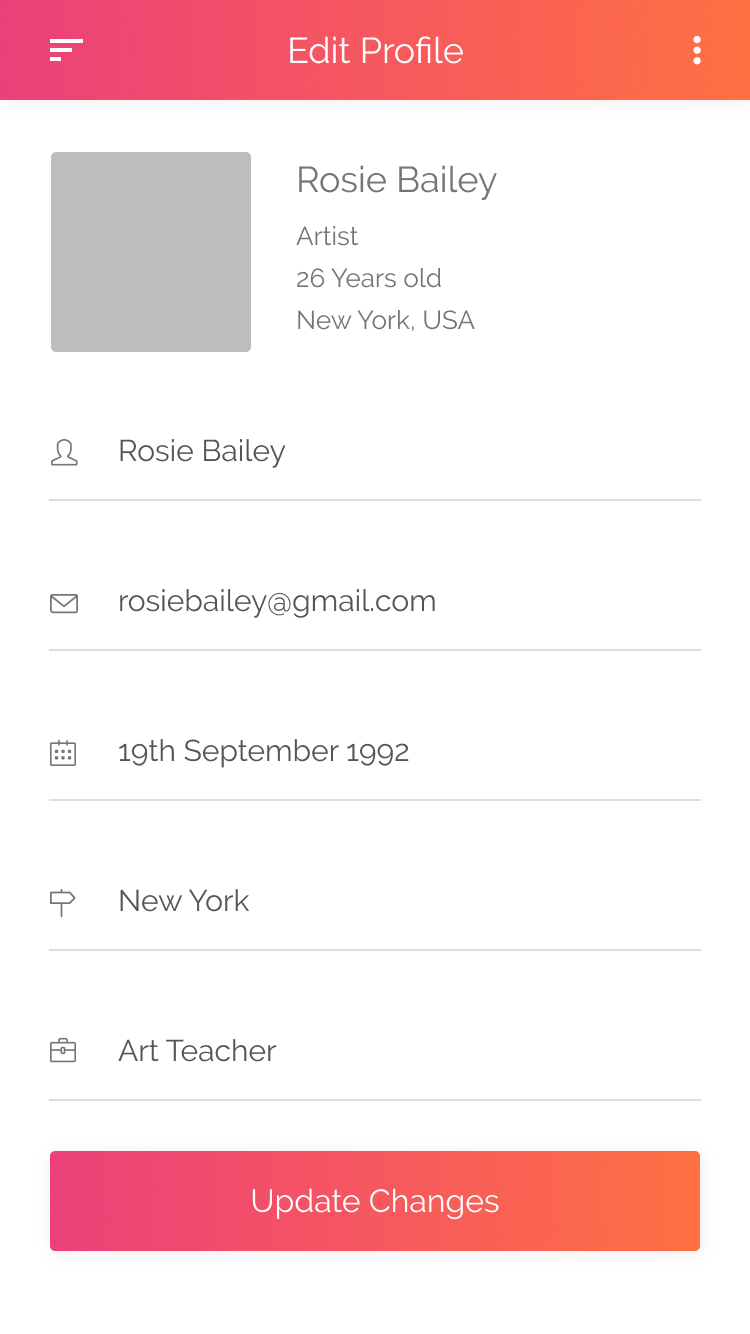 Edit Profile
Rosie Bailey
Artist
26 Years old
New York, USA
Rosie Bailey
rosiebailey@gmail.com
19th September 1992
New York
Art Teacher
Update Changes